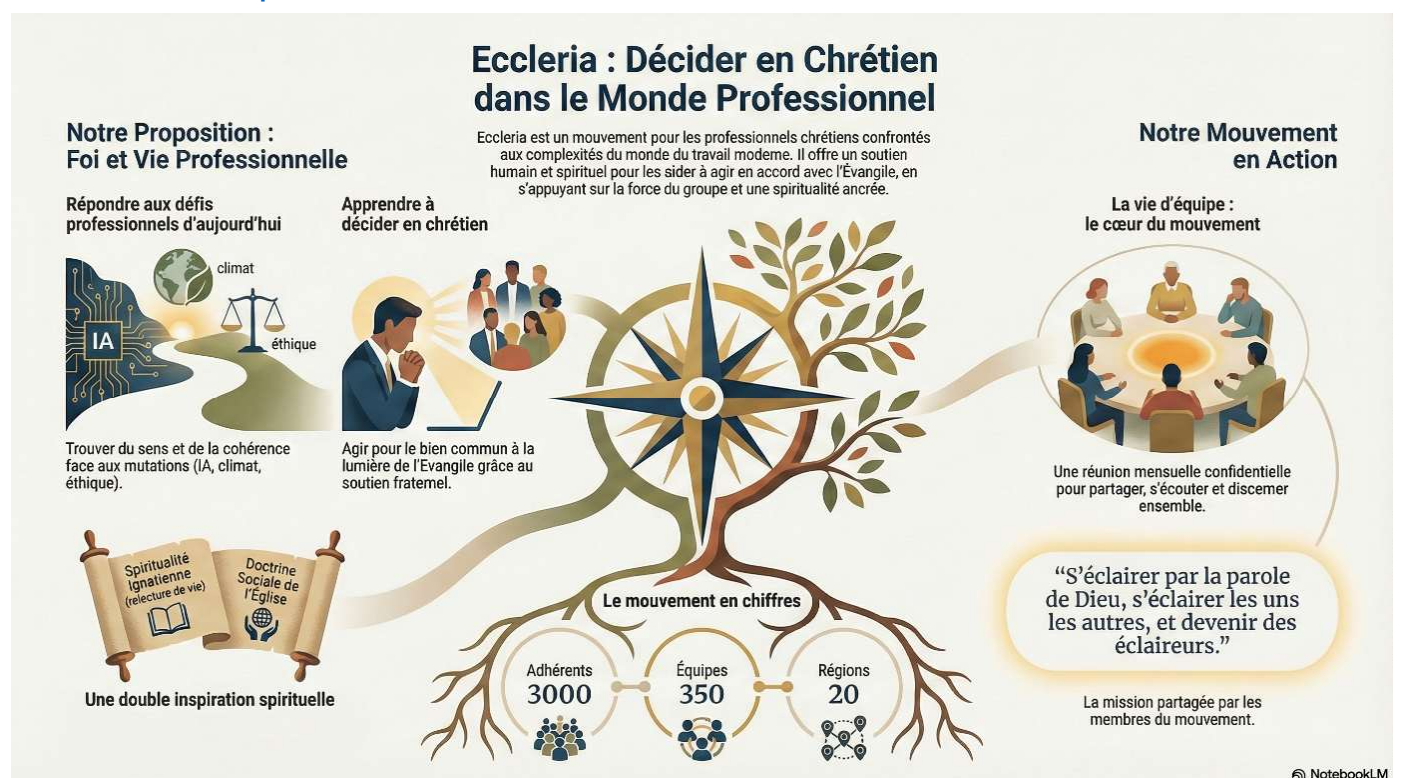 Eccleria : Décider en Chrétien
dans le Monde Professionnel
Eccleria est un mouvement pour les professionnels chrétiens confrontés
aux complexités du monde du travail modeme. Il offre un soutien
humain et spirituel pour les sider à agir en accord avec l'Èvangile, en
s'appuyant sur la force du groupe et une spiritualité ancrée.
Notre Proposition :
Foi et Vie Professionnelle
Répondre aux défis
professionnels d'aujourd'hui
climat
IA
éthique
Trouver du sens et de la cohérence
face aux mutations (IA, climat,
éthique).
Apprendre à
décider en chrétien
Agir pour le bien commun à la
lumière de l'Evangile grâce au
soutien fratemel.
Spiritualité
Ignatienne
(relecture de vie)
Doctrine
Sociale de
l'Église
Une double inspiration spirituelle
Le mouvement en chiffres
Adhérents
3000
Équipes
350
Régions
20
Notre Mouvement
en Action
La vie d'équipe :
le cœur du mouvement
Une réunion mensuelle confidentielle
pour partager, s'écouter et discemer
ensemble.
“S'éclairer par la parole
de Dieu, s'éclairer les uns
les autres, et devenir des
éclaireurs.”
La mission partagée par les
membres du mouvement.
NotebookLM